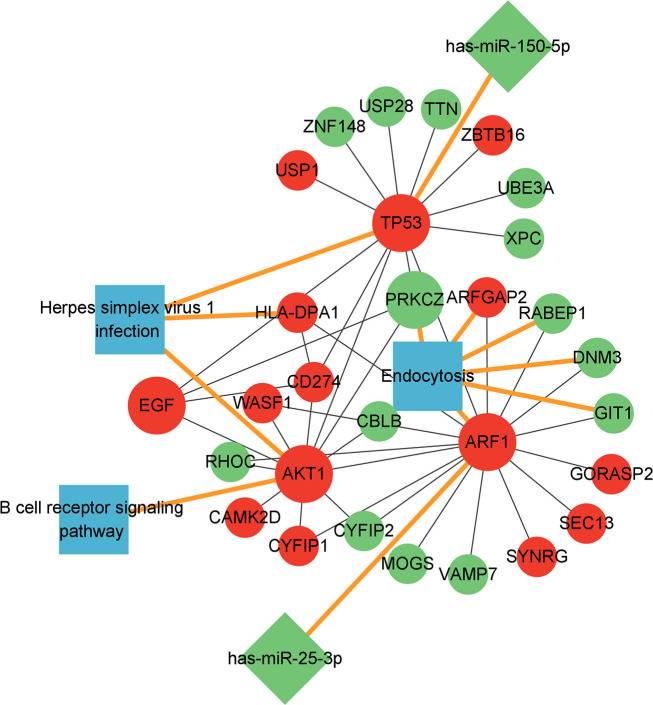 has-miR-150-5p
USP28
TTN
ZNF148
ZBTB16
USP1
UBE3A
TP53
XPC
PRKCZ
ARFGAP2
Herpes simplex virus 1
infection
HLA-DPA1
RABEP1
DNM3
Endocytosis
CD274
EGF
WASF1
GIT1
CBLB
ARF1
RHOC
AKT1
GORASP2
B cell receptor signaling
pathway
CAMK2D
CYFIP2
SEC13
CYFIP1
SYNRG
MOGS
VAMP7
has-miR-25-3p